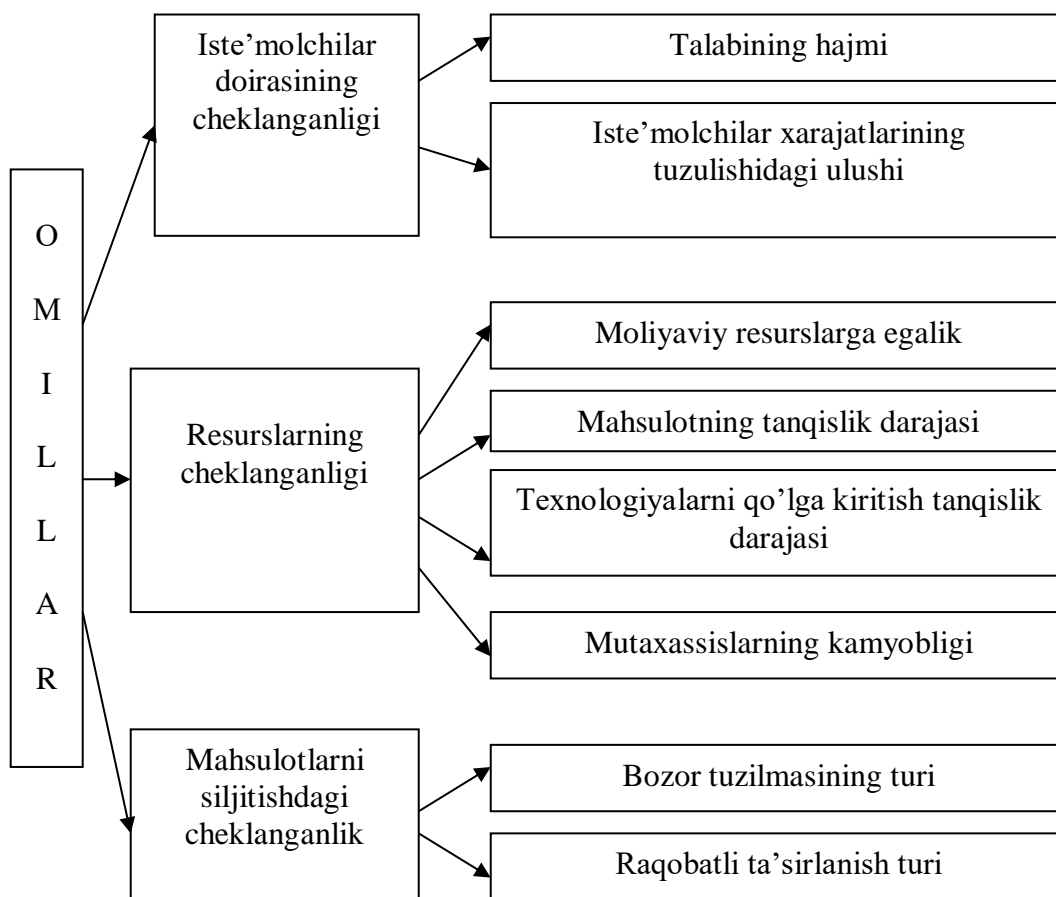 O
M
I
L
L
A
R
Iste’molchilar
doirasining
cheklanganligi
Talabining hajmi
Iste’molchilar xarajatlarining
tuzulishidagi ulushi
Resurslarning
cheklanganligi
Moliyaviy resurslarga egalik
Mahsulotning tanqislik darajasi
Texnologiyalarni qo’lga kiritish tanqislik
darajasi
Mutaxassislarning kamyobligi
Mahsulotlarni
siljitishdagi
cheklanganlik
Bozor tuzilmasining turi
Raqobatli ta’sirlanish turi